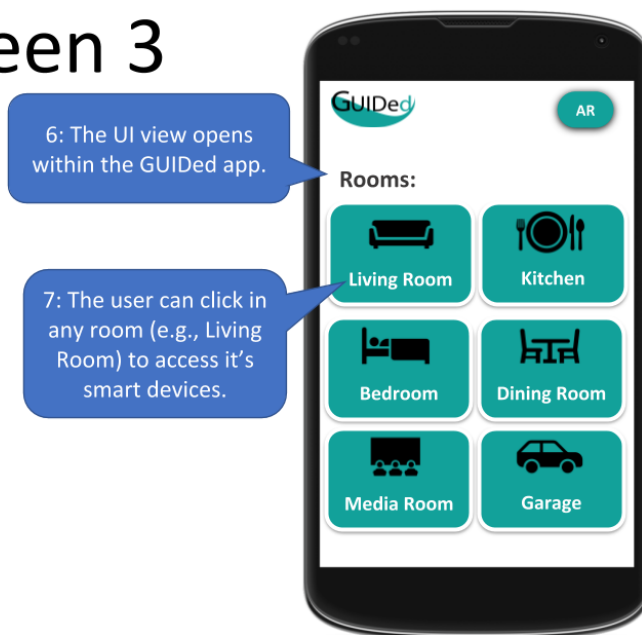 een 3
6: The UI view opens
within the GUIDed app.
7: The user can click in
any room (e.g., Living
Room) to access it's
smart devices.
GUIDed
AR
Rooms:
Living Room
Kitchen
Bedroom
Dining Room
Media Room
Garage